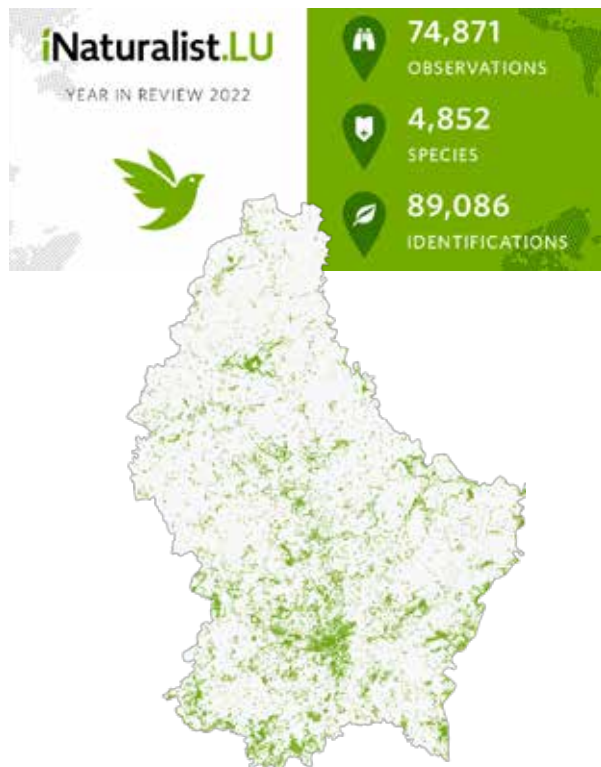 iNaturalist.LU
YEAR IN REVIEW 2022
74,871
OBSERVATIONS
4,852
SPECIES
89,086
IDENTIFICATIONS